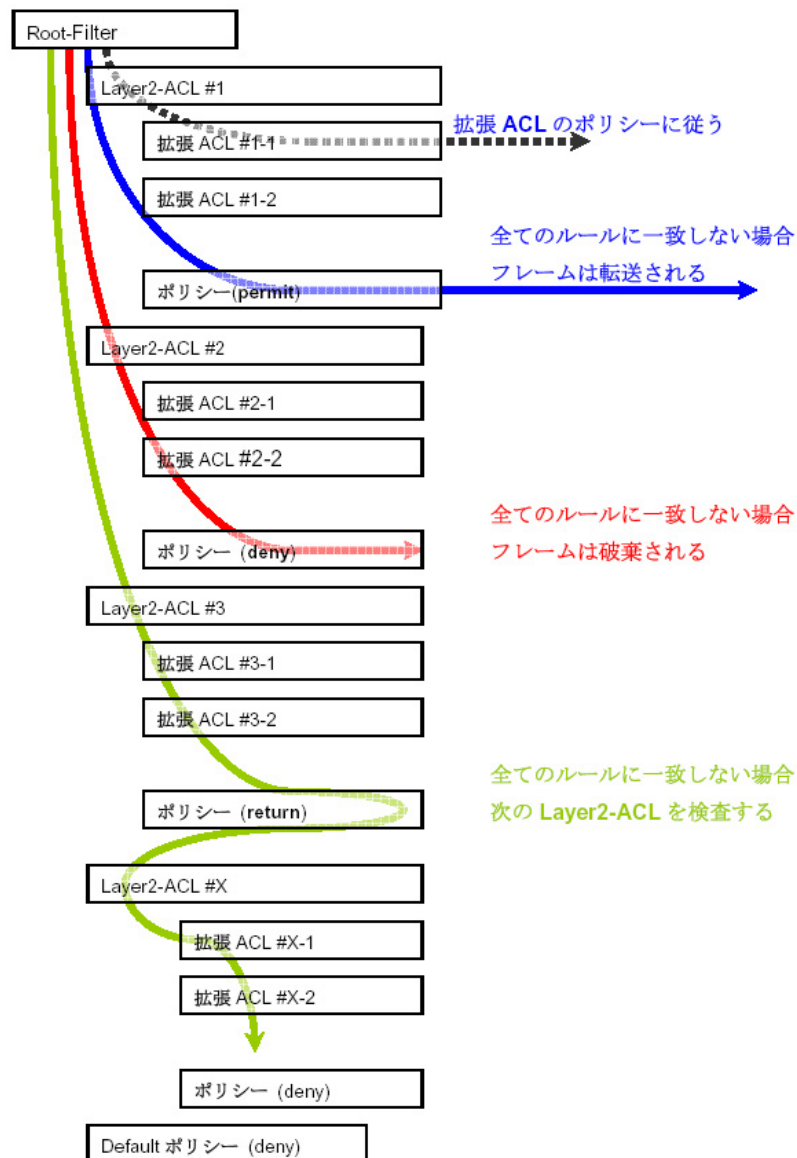 Root-Filter
Layer2-ACL #1
拡張 ACL #1-1
拡張 ACL のポリシーに従う
拡張 ACL #1-2
全てのルールに一致しない場合
フレームは転送される
ポリシー(permit)
Layer2-ACL #2
拡張 ACL #2-1
拡張 ACL #2-2
全てのルールに一致しない場合
フレームは破棄される
ポリシー (deny)
Layer2-ACL #3
拡張 ACL #3-1
拡張 ACL #3-2
全てのルールに一致しない場合
次の Layer2-ACL を検査する
ポリシー (return)
Layer2-ACL #X
拡張 ACL #X-1
拡張 ACL #X-2
ポリシー (deny)
Default ポリシー (deny)